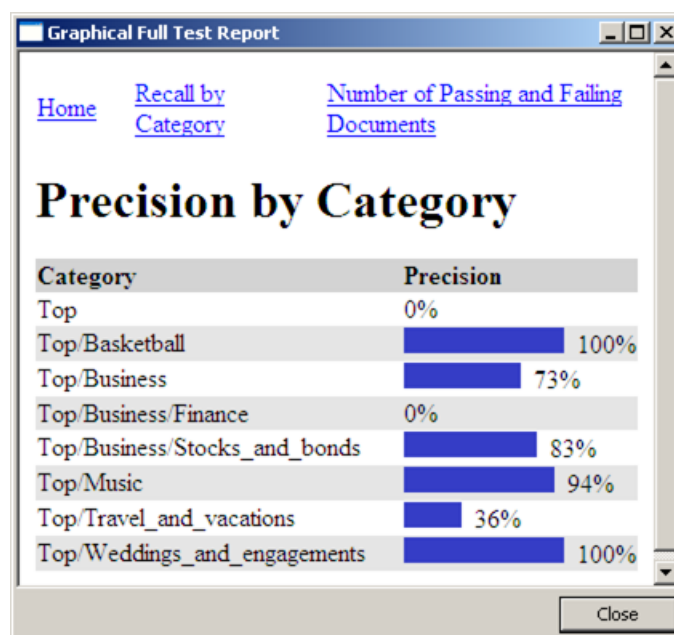 Graphical Full Test Report
Home
Recall by
Category
Number of Passing and Failing
Documents
Precision by Category
Category Precision
Top 0%
Top/Basketball 100%
Top/Business 73%
Top/Business/Finance 0%
Top/Business/Stocks_and_bonds 83%
Top/Music 94%
Top/Travel_and_vacations 36%
Top/Weddings_and_engagements 100%
Close